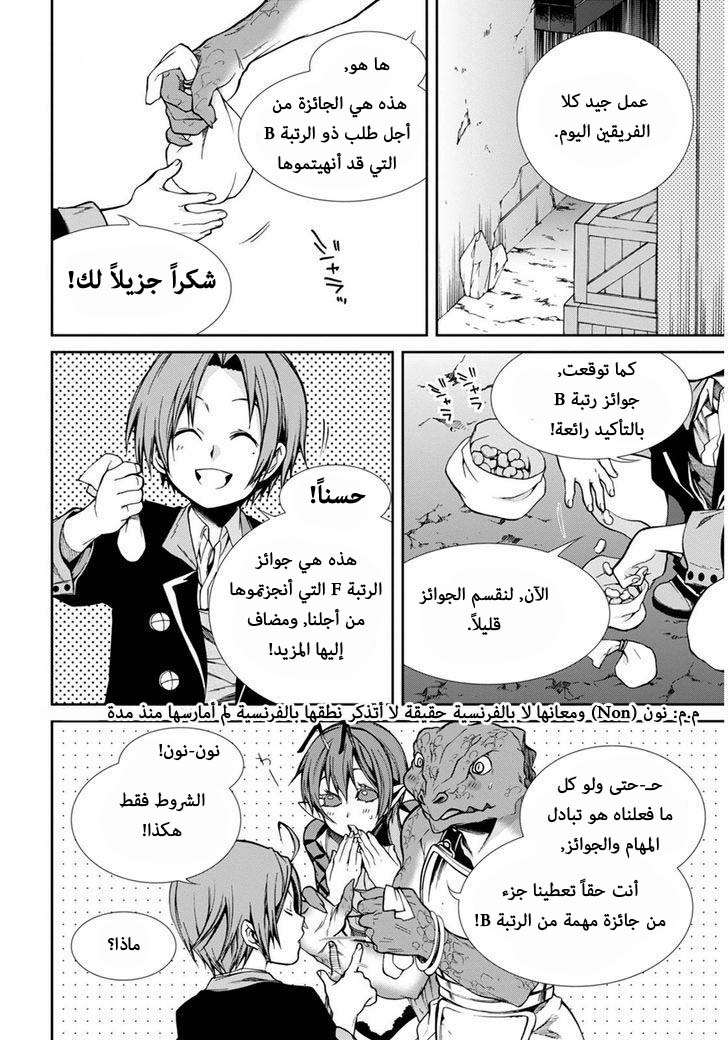 عمل جيد كلا
الفريقين اليوم.
ها هو,
هذه هي الجائزة من
أجل طلب ذو الرتبة B
التي قد أنهيتموها
شكراً جزيلاً لك!
كما توقعت,
جوائز رتبة B
بالتأكيد رائعة!
الآن, لنقسم الجوائز
قليلاً.
حسناً!
هذه هي جوائز
الرتبة F التي أنجزتموها
من أجلنا, ومضاف
إليها المزيد!
م.م: نون (Non) ومعانها لا بالفرنسية حقيقة لا أتذكر نطقها بالفرنسية لم أمارسها منذ مدة
حـ-حتى ولو كل
ما فعلناه هو تبادل
المهام والجوائز,
أنت حقاً تعطينا جزء
من جائزة مهمة من الرتبة B!
نون-نون!
الشروط فقط
هكذا!
ماذا؟